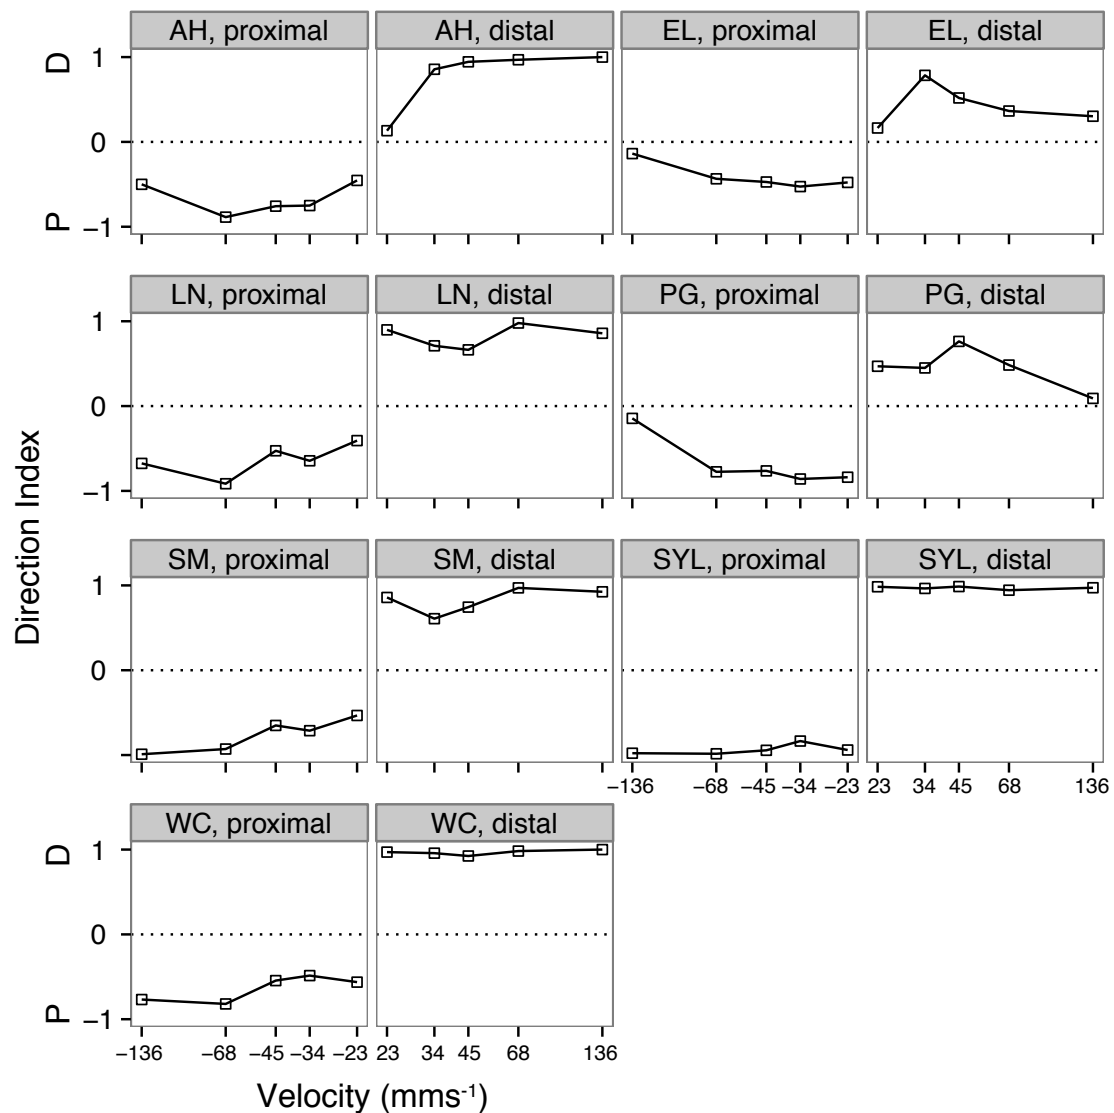 AH, proximal AH, distal EL, proximal EL, distal
D 1
0
P −1
LN, proximal LN, distal PG, proximal PG, distal
1
0
−1
Direction Index
SM, proximal SM, distal SYL, proximal SYL, distal
1
0
−136 −68 −45 −34 −23 23 34 45 68 136
WC, proximal WC, distal
D 1
0
P −1
−136 −68 −45 −34 −23 23 34 45 68 136
Velocity (mms⁻¹)